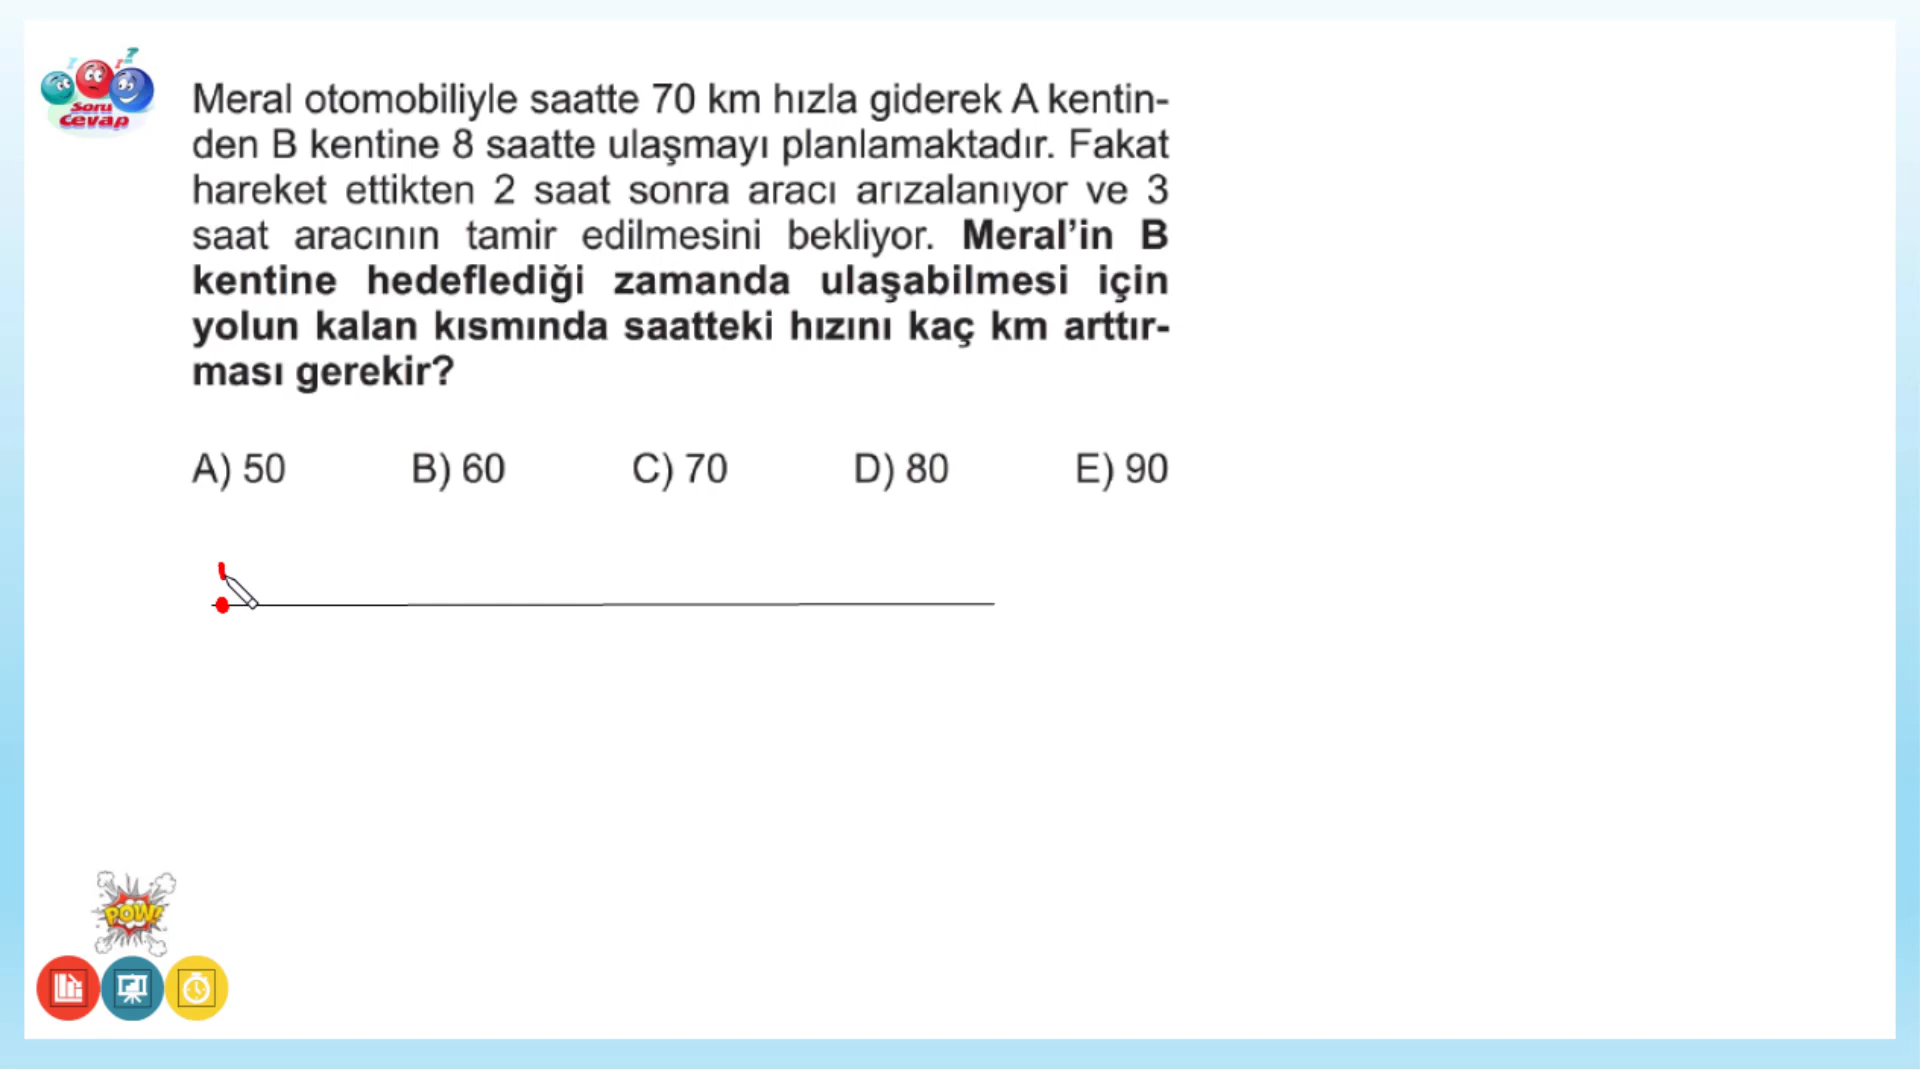 Soru
Cevap
Meral otomobiliyle saatte 70 km hızla giderek A kentin-
den B kentine 8 saatte ulaşmayı planlamaktadır. Fakat
hareket ettikten 2 saat sonra aracı arızalanıyor ve 3
saat aracının tamir edilmesini bekliyor. Meral'in B
kentine hedeflediği zamanda ulaşabilmesi için
yolun kalan kısmında saatteki hızını kaç km arttır-
ması gerekir?
A) 50 B) 60 C) 70 D) 80 E) 90
POW!